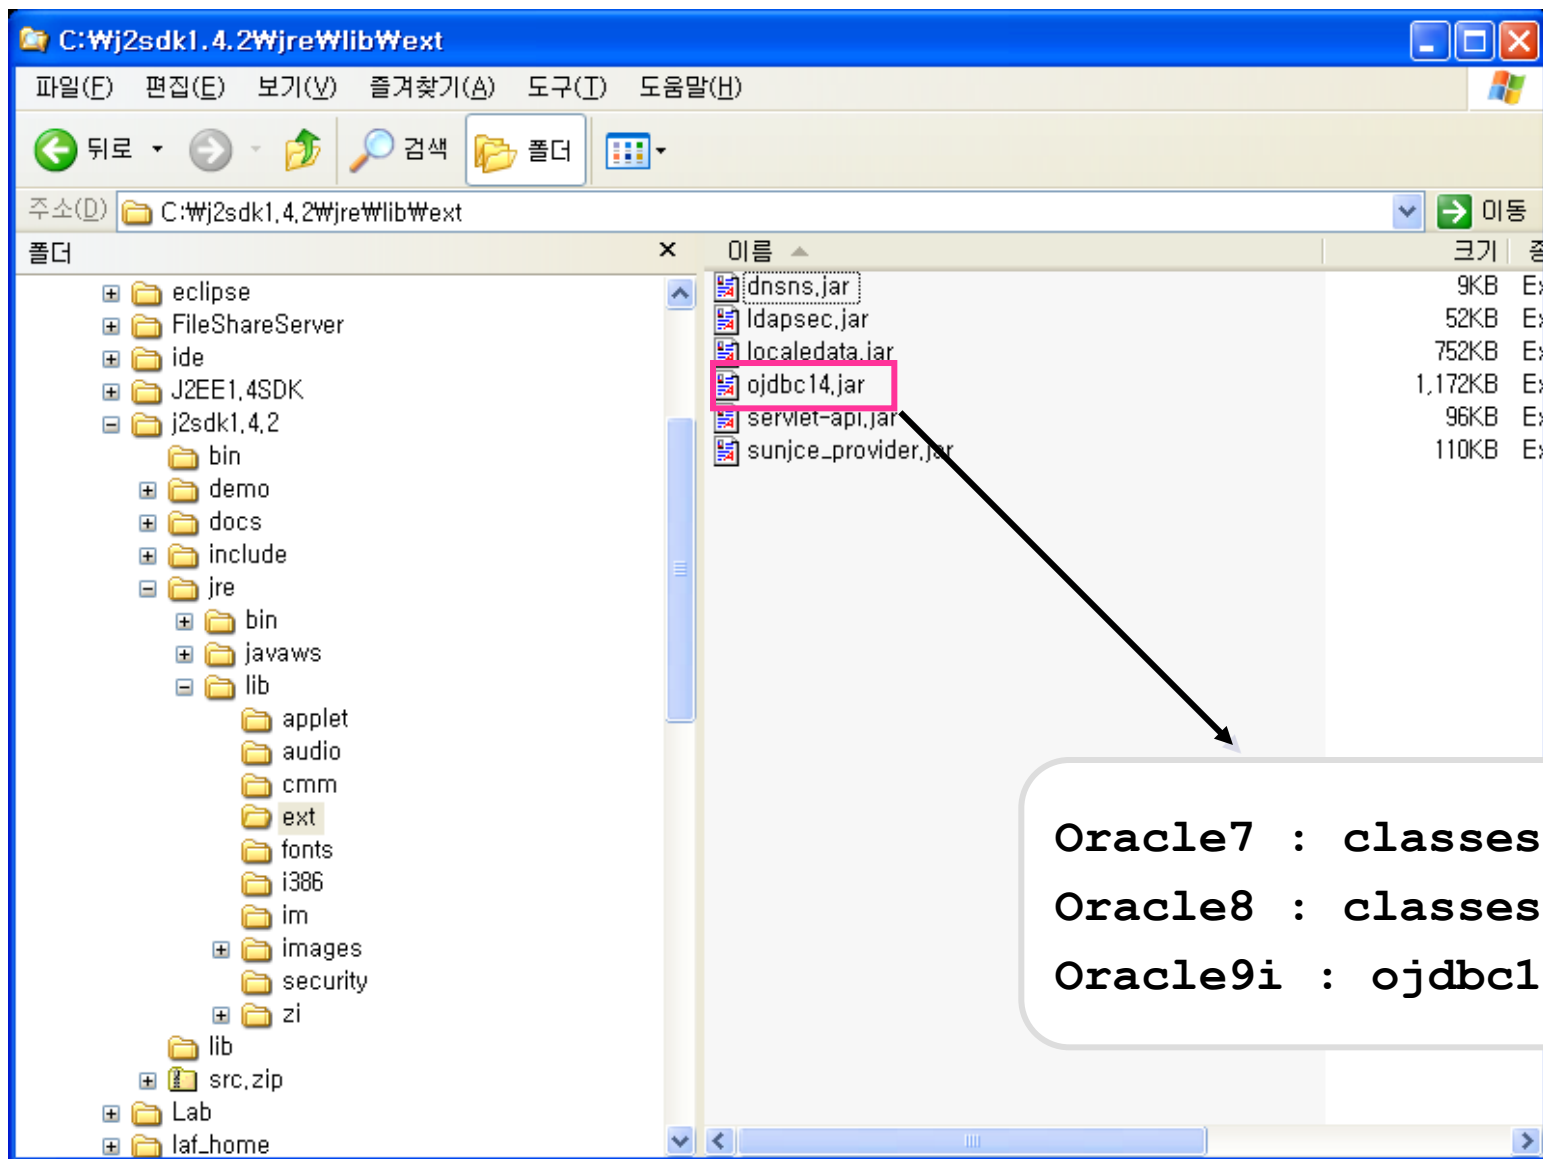 C:₩j2sdk1.4.2₩jre₩lib₩ext
파일(F) 편집(E) 보기(V) 즐겨찾기(A) 도구(T) 도움말(H)
뒤로 검색 폴더
주소(D) C:₩j2sdk1.4.2₩jre₩lib₩ext 이동
폴더
이름 크기
eclipse
FileShareServer
ide
J2EE1.4SDK
j2sdk1.4.2
bin
demo
docs
include
jre
bin
javaws
lib
applet
audio
cmm
ext
fonts
i386
im
images
security
zi
lib
src.zip
Lab
laf_home
dnsns.jar 9KB
ldapsec.jar 52KB
localedata.jar 752KB
ojdbc14.jar 1,172KB
servlet-api.jar 96KB
sunjce_provider.jar 110KB
Oracle7 : classes
Oracle8 : classes
Oracle9i : ojdbc1